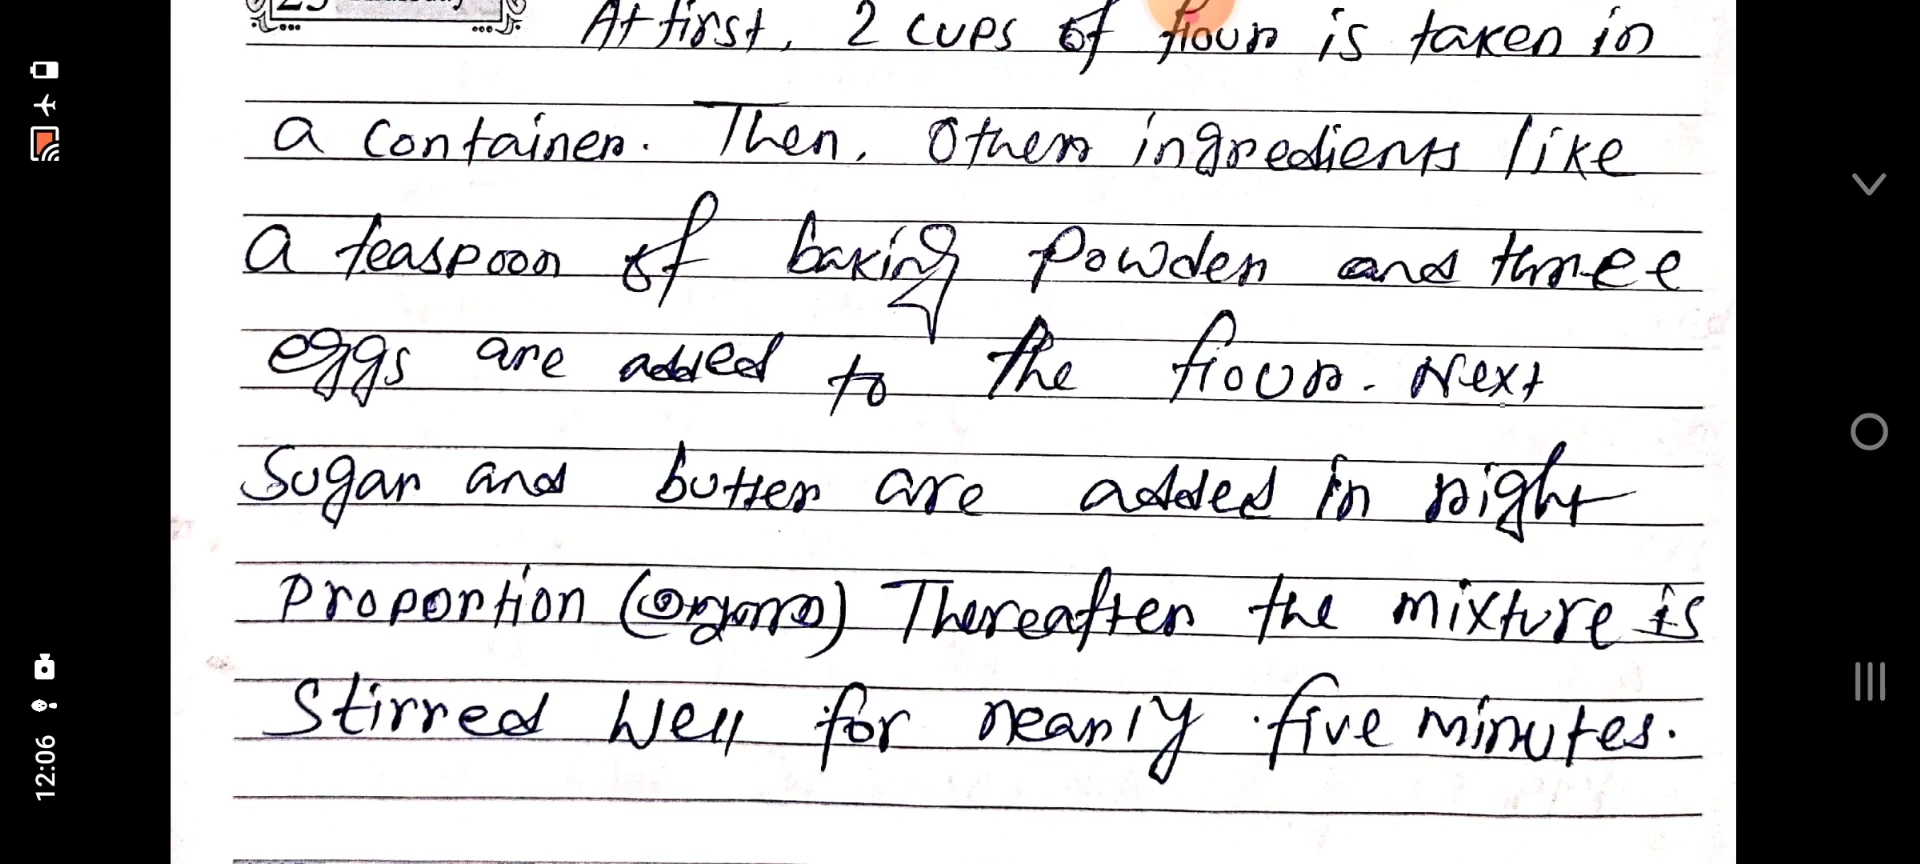 At first, 2 cups of flour is taken in
a container. Then, Other ingredients like
a teaspoon of baking powder and three
eggs are added to the flour. Next
Sugar and butter are added in right
Proportion Thereafter the mixture is
Stirred Well for nearly five minutes.
12:06